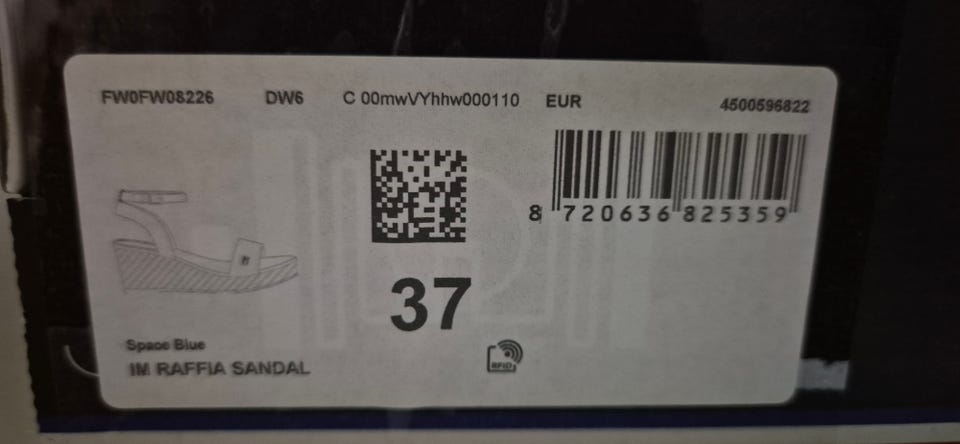 FW0FW08226 DW6 C 00mwVYhhw000110 EUR 4500596822
8 720636 825359
37
Space Blue
IM RAFFIA SANDAL
RFID